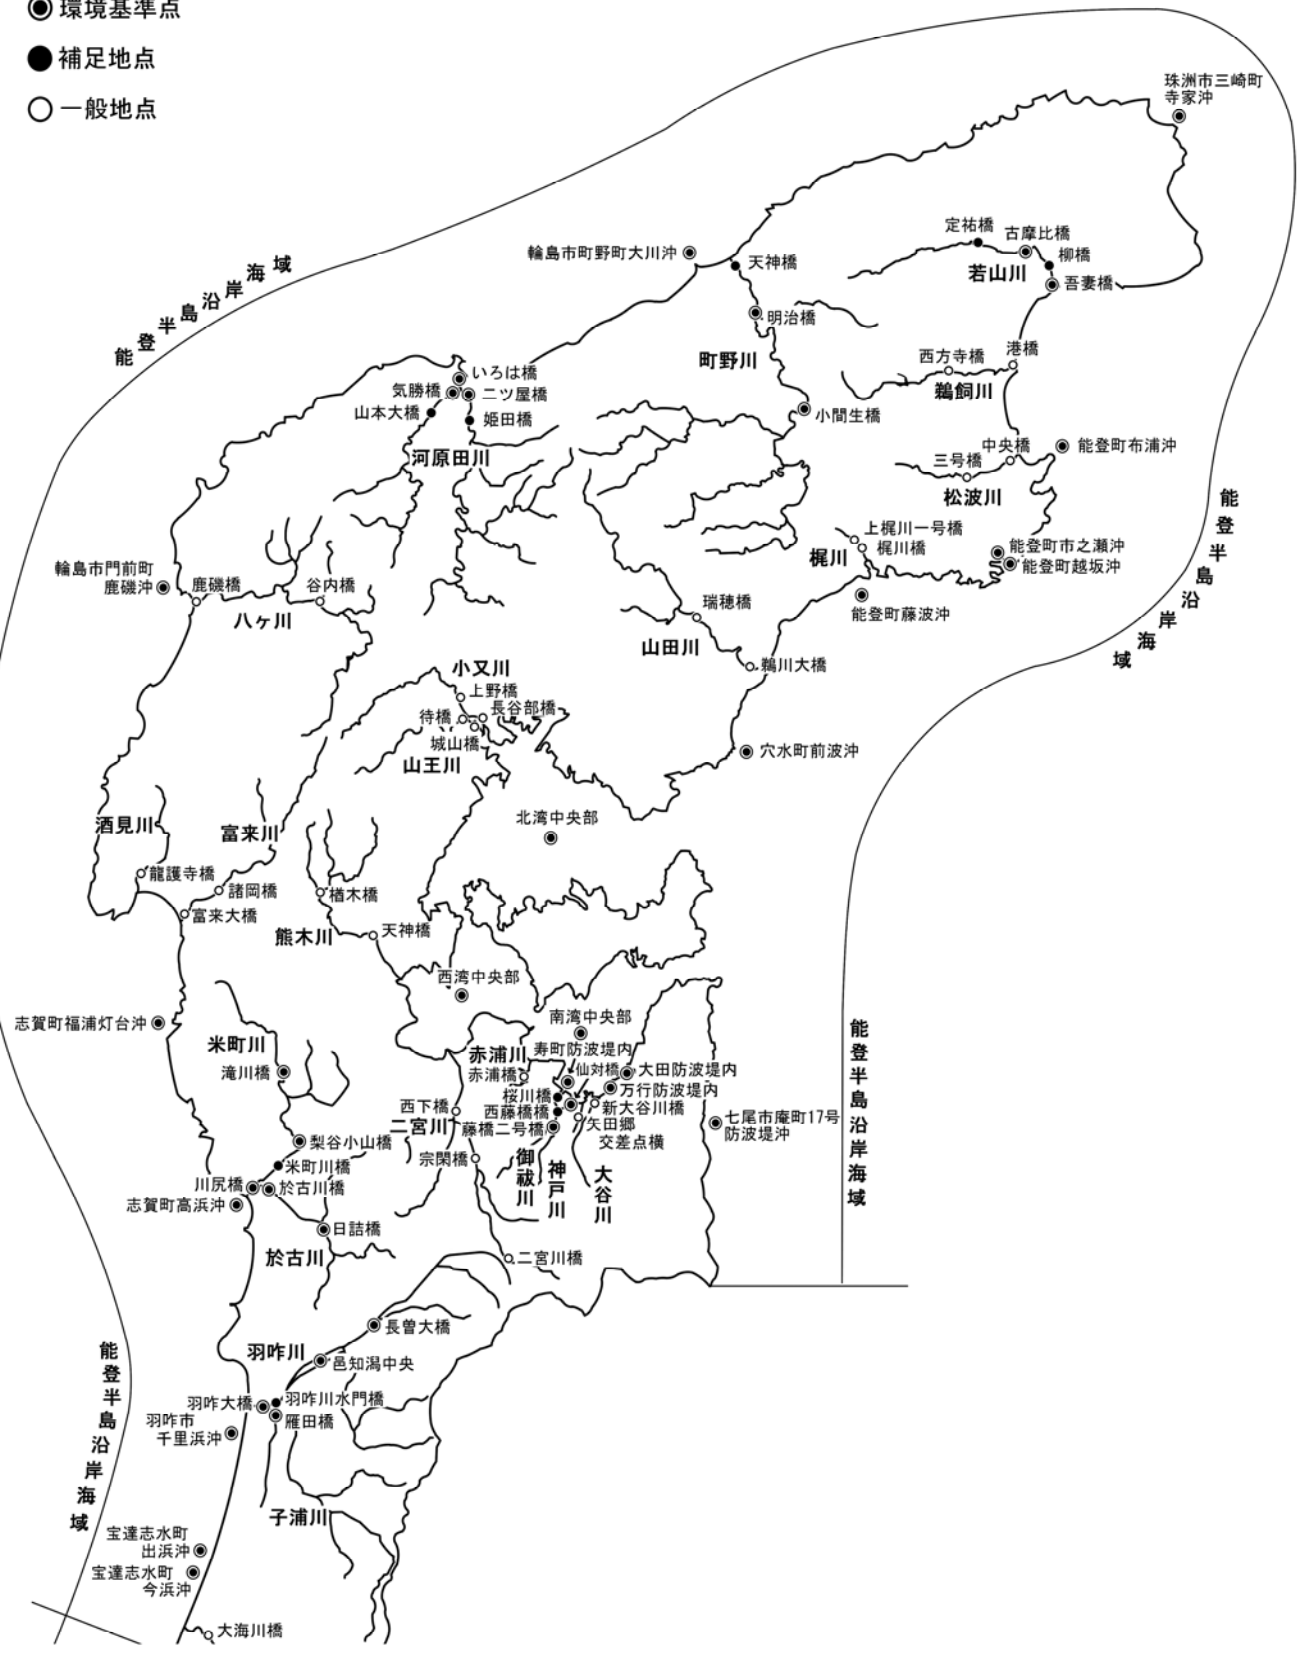 環境基準点
補足地点
一般地点
珠洲市三崎町
寺家沖
定祐橋
古摩比橋
柳橋
若山川
吾妻橋
輪島市町野町大川沖
天神橋
明治橋
町野川
能登半島沿岸海域
いろは橋
気勝橋
二ツ屋橋
山本大橋
姫田橋
河原田川
西方寺橋
港橋
鵜飼川
小間生橋
中央橋
能登町布浦沖
三号橋
松波川
能登半島沿岸海域
上梶川一号橋
梶川橋
梶川
能登町市之瀬沖
能登町越坂沖
能登町藤波沖
輪島市門前町
鹿磯沖
鹿磯橋
谷内橋
八ヶ川
瑞穂橋
山田川
鵜川大橋
小又川
上野橋
待橋
長谷部橋
城山橋
山王川
穴水町前波沖
北湾中央部
酒見川
富来川
龍護寺橋
諸岡橋
富来大橋
楢木橋
熊木川
天神橋
西湾中央部
志賀町福浦灯台沖
米町川
滝川橋
南湾中央部
赤浦川
寿町防波堤内
赤浦橋
仙対橋
大田防波堤内
万行防波堤内
桜川橋
新大谷川橋
西藤橋橋
矢田郷
交差点横
西下橋
二宮川
藤橋二号橋
宗閑橋
御祓川
神戸川
大谷川
七尾市庵町17号
防波堤沖
能登半島沿岸海域
梨谷小山橋
米町川橋
川尻橋
於古川橋
志賀町高浜沖
日詰橋
於古川
二宮川橋
長曽大橋
羽咋川
邑知潟中央
羽咋大橋
羽咋川水門橋
雁田橋
羽咋市
千里浜沖
能登半島沿岸海域
子浦川
宝達志水町
出浜沖
宝達志水町
今浜沖
大海川橋